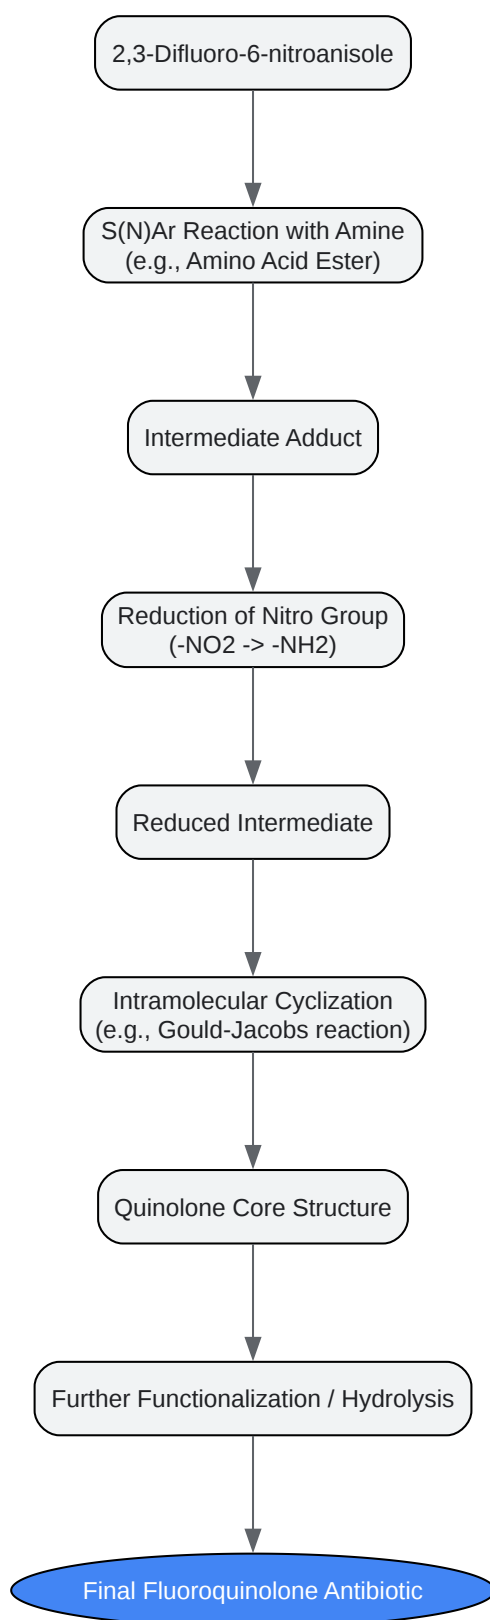 2,3-Difluoro-6-nitroanisole
S(N)Ar Reaction with Amine
(e.g., Amino Acid Ester)
Intermediate Adduct
Reduction of Nitro Group
(-NO2 -> -NH2)
Reduced Intermediate
Intramolecular Cyclization
(e.g., Gould-Jacobs reaction)
Quinolone Core Structure
Further Functionalization / Hydrolysis
Final Fluoroquinolone Antibiotic